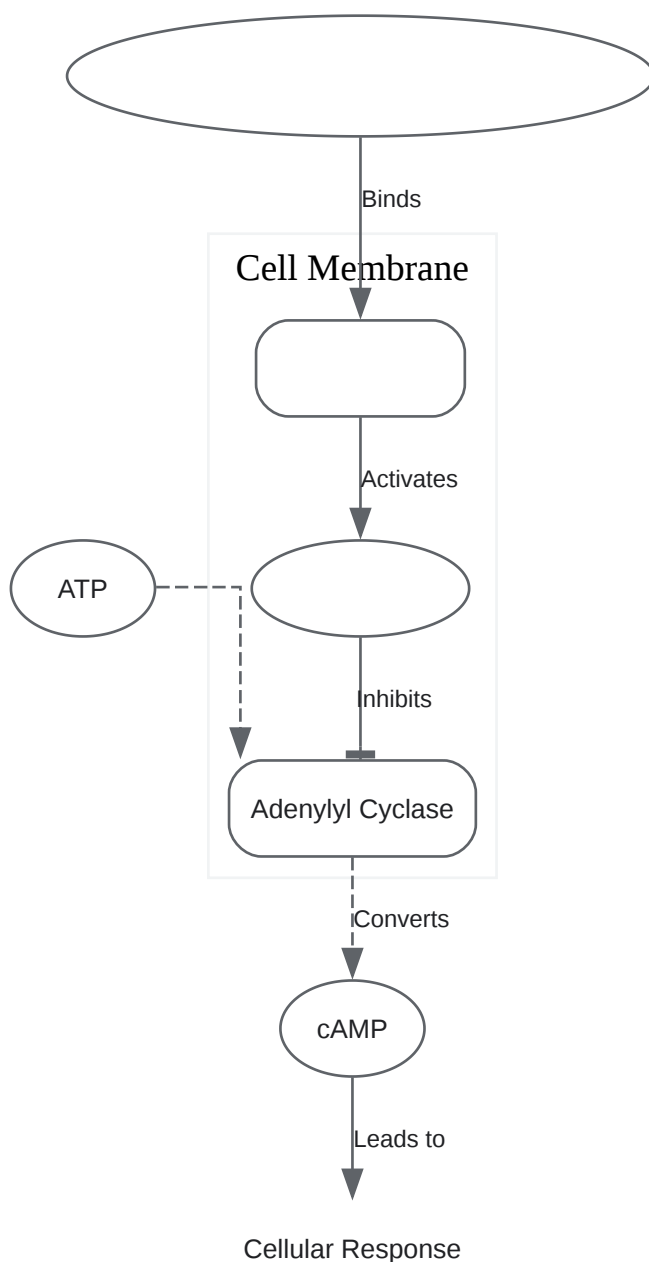 Binds
Cell Membrane
Activates
ATP
Inhibits
Adenylyl Cyclase
Converts
cAMP
Leads to
Cellular Response